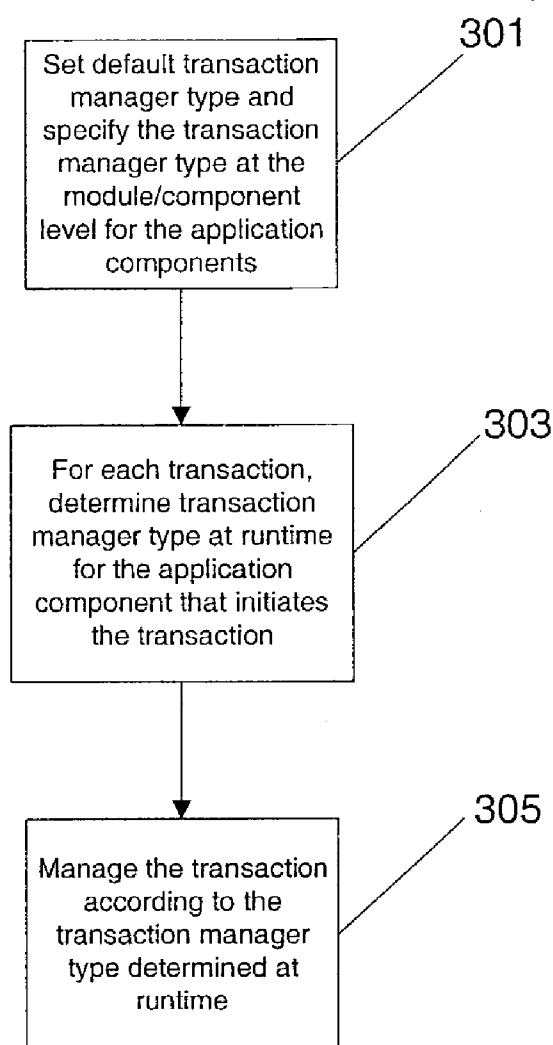 301
Set default transaction
manager type and
specify the transaction
manager type at the
module/component
level for the application
components
303
For each transaction,
determine transaction
manager type at runtime
for the application
component that initiates
the transaction
305
Manage the transaction
according to the
transaction manager
type determined at
runtime